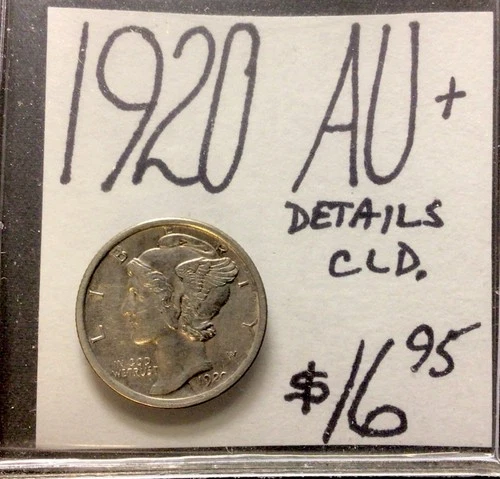 1920 AU+
DETAILS
CLD.
$16.95
LIBERTY
IN GOD
WE TRUST
1920